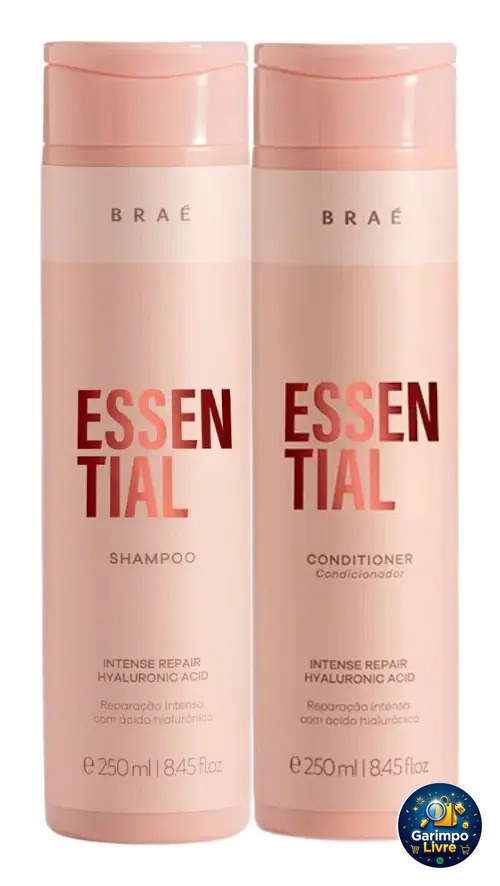 BRAÉ
ESSEN
TIAL
SHAMPOO
INTENSE REPAIR
HYALURONIC ACID
Reparação intensa
com ácido hialurônico
e 250 ml | 8.45 fl.oz
BRAÉ
ESSEN
TIAL
CONDITIONER
Condicionador
INTENSE REPAIR
HYALURONIC ACID
Reparação intensa
com ácido hialurônico
e 250 ml | 8.45 fl.oz
Garimpo
Livre